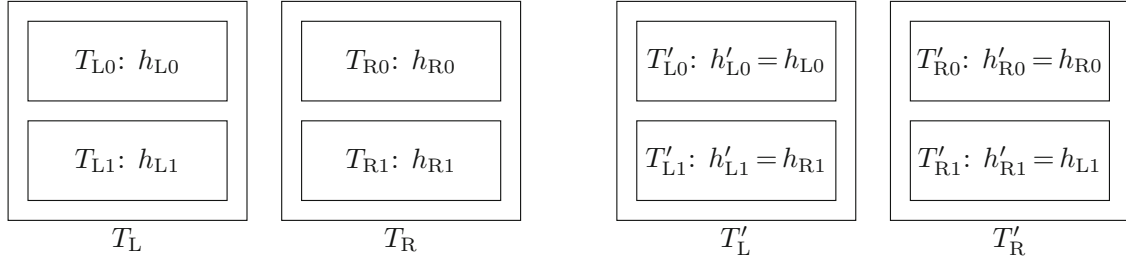 T_L0: h_L0 T_R0: h_R0 T′_L0: h′_L0 = h_L0 T′_R0: h′_R0 = h_R0
T_L1: h_L1 T_R1: h_R1 T′_L1: h′_L1 = h_R1 T′_R1: h′_R1 = h_L1
T_L T_R T′_L T′_R